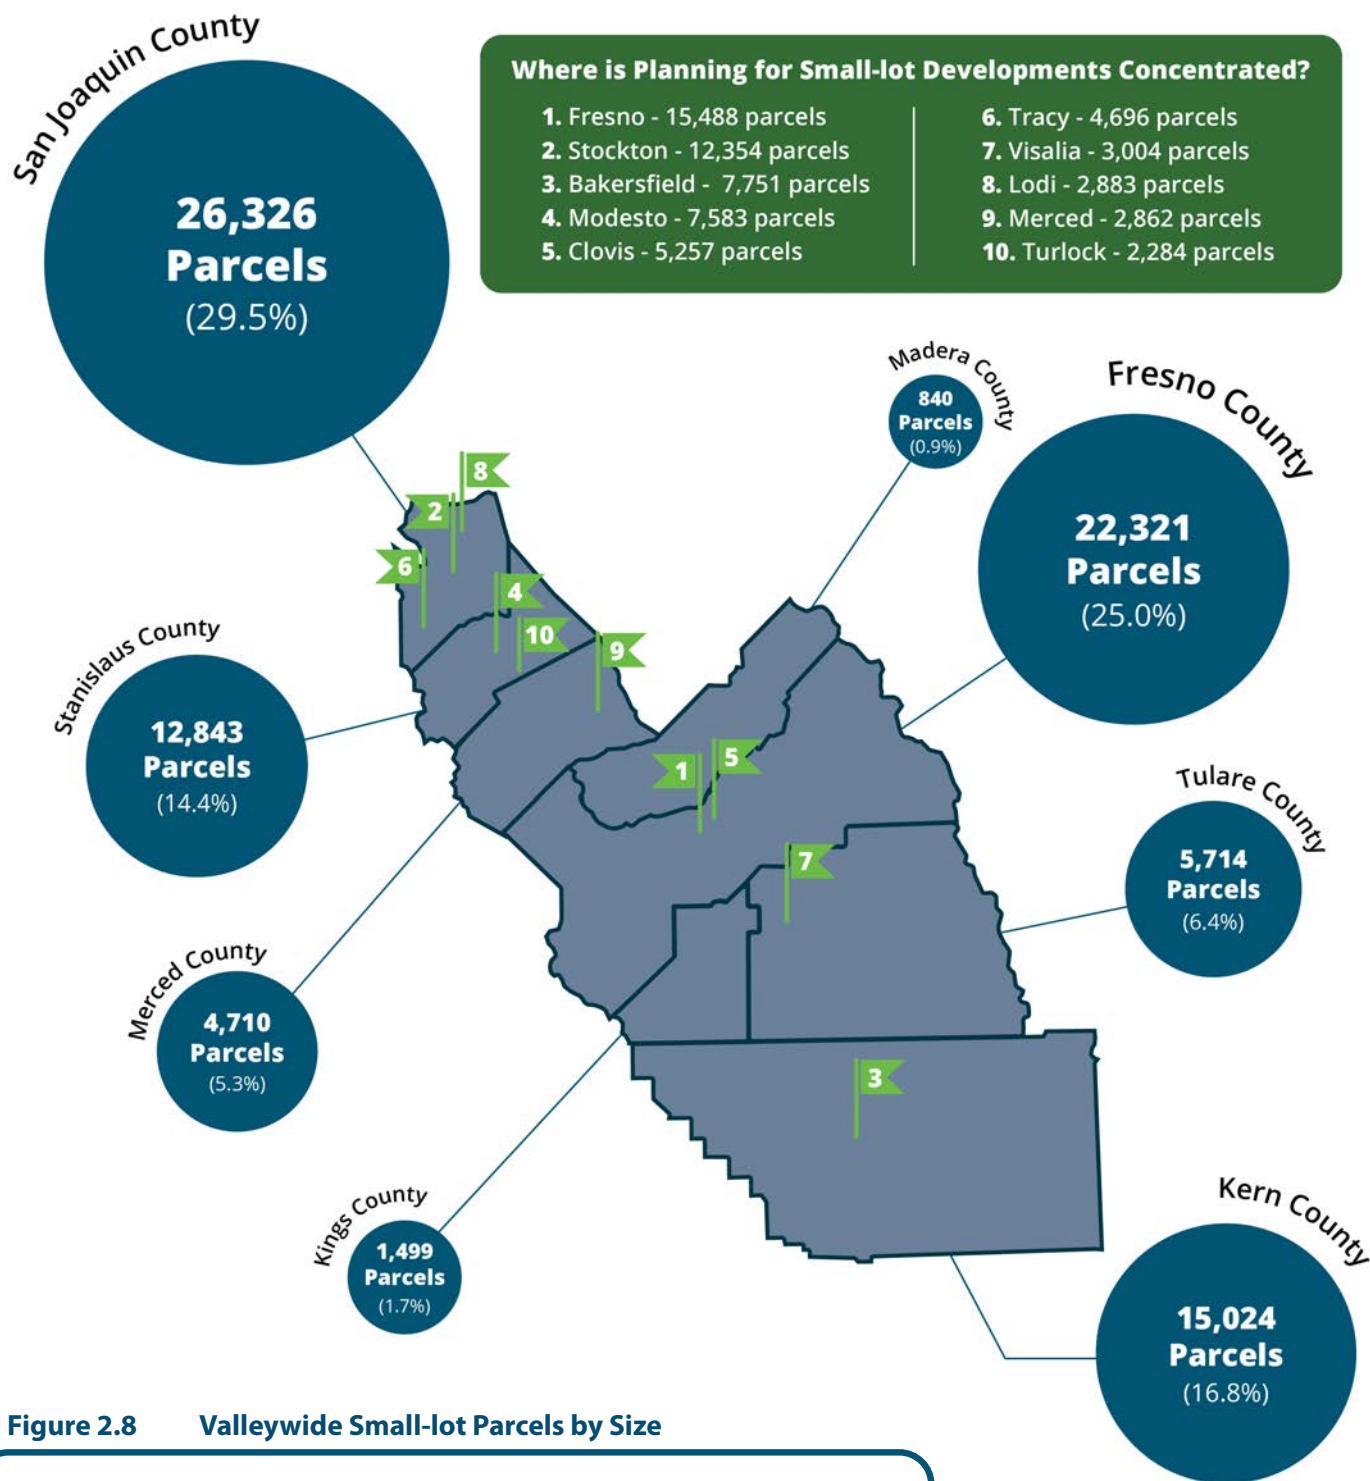 San Joaquin County
26,326
Parcels
(29.5%)
Where is Planning for Small-lot Developments Concentrated?
1. Fresno - 15,488 parcels
2. Stockton - 12,354 parcels
3. Bakersfield -  7,751 parcels
4. Modesto - 7,583 parcels
5. Clovis - 5,257 parcels
6. Tracy - 4,696 parcels
7. Visalia - 3,004 parcels
8. Lodi - 2,883 parcels
9. Merced - 2,862 parcels
10. Turlock - 2,284 parcels
Madera County
840
Parcels
(0.9%)
Fresno County
22,321
Parcels
(25.0%)
8
2
6
4
10
9
Stanislaus County
12,843
Parcels
(14.4%)
1
5
7
Tulare County
5,714
Parcels
(6.4%)
Merced County
4,710
Parcels
(5.3%)
3
Kings County
1,499
Parcels
(1.7%)
Kern County
15,024
Parcels
(16.8%)
Figure 2.8 Valleywide Small-lot Parcels by Size